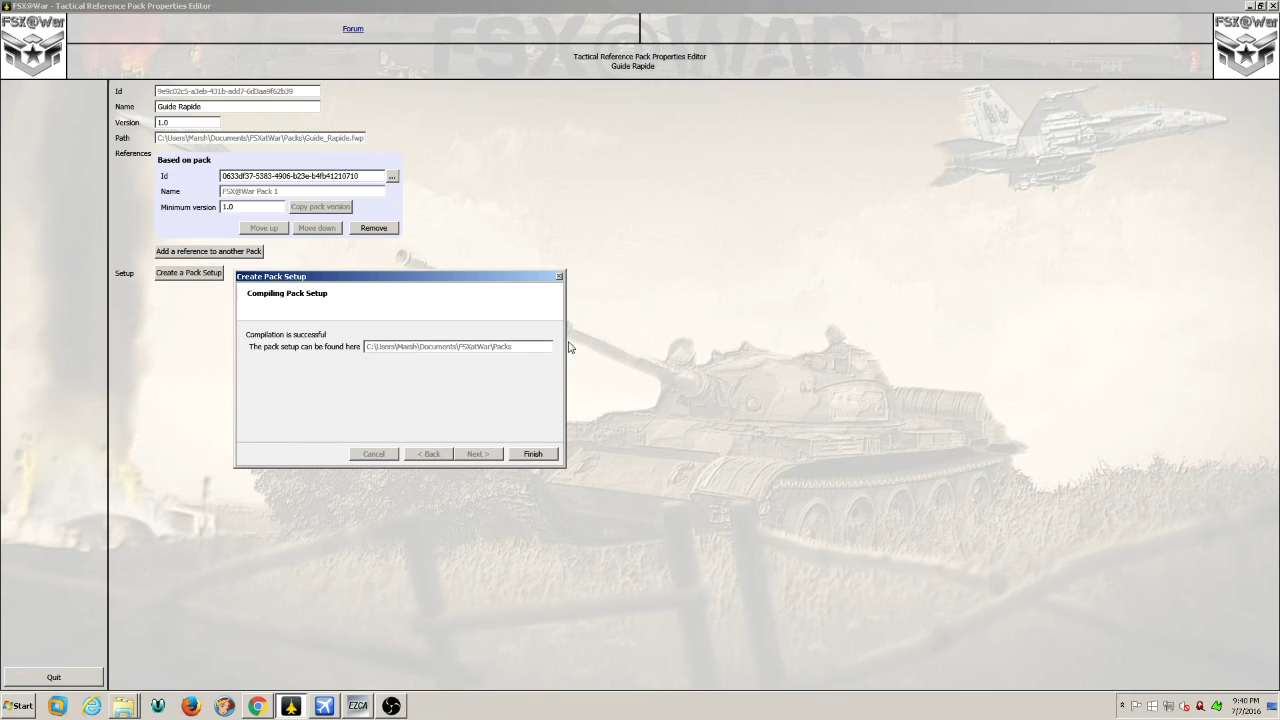 FSX@War - Tactical Reference Pack Properties Editor
FSX@War
FSX@WAR
FSX@War
Forum
Tactical Reference Pack Properties Editor
Guide Rapide
Id 9e9c02c5-a3eb-431b-add7-6d3aa9f62b39
Name Guide Rapide
Version 1.0
Path C:\Users\Marsh\Documents\FSXatWar\Packs\Guide_Rapide.fwp
References Based on pack
Id 0633df37-5383-4906-b23e-b4fb41210710 ...
Name FSX@War Pack 1
Minimum version 1.0 Copy pack version
Move up Move down Remove
Add a reference to another Pack
Setup Create a Pack Setup
Create Pack Setup
Compiling Pack Setup
Compilation is successful
The pack setup can be found here C:\Users\Marsh\Documents\FSXatWar\Packs
Cancel < Back Next > Finish
Quit
Start
EZCA
9:40 PM
7/7/2016